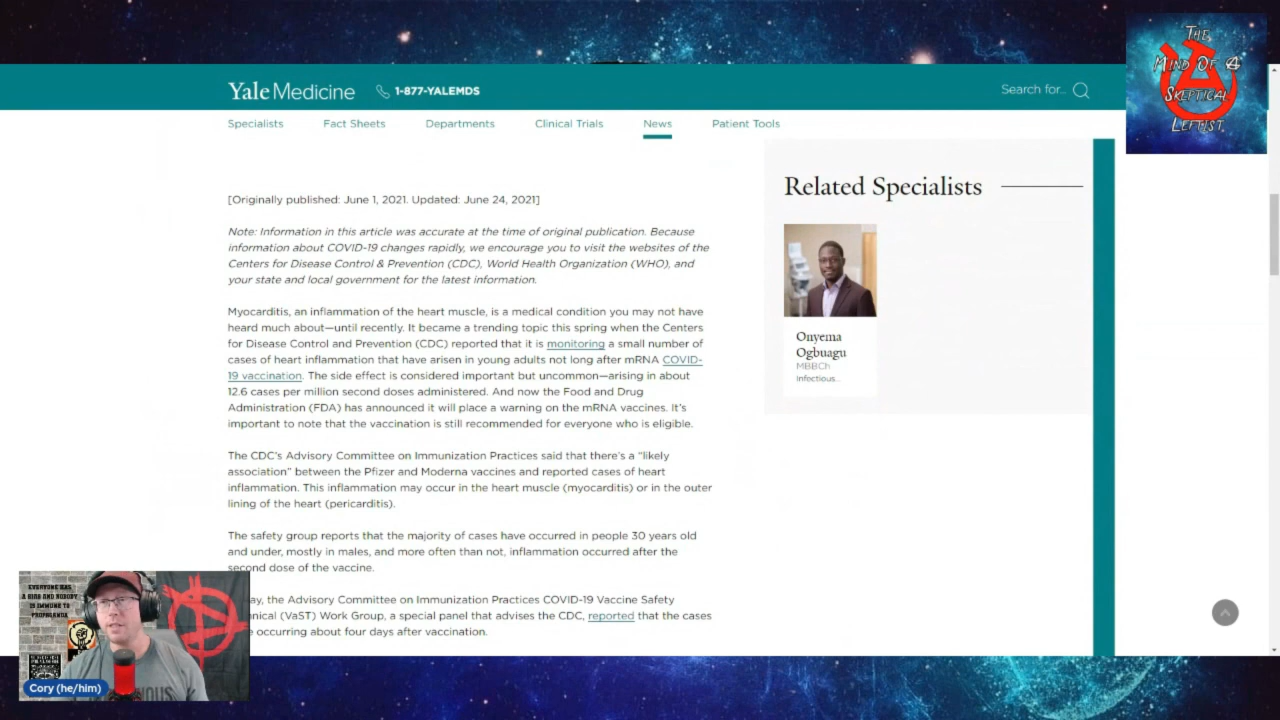 THE
MIND OF A
SKEPTICAL
LEFTIST
Yale Medicine
1-877-YALEMDS
Search for..
Specialists
Fact Sheets
Departments
Clinical Trials
News
Patient Tools
[Originally published: June 1, 2021. Updated: June 24, 2021]
Note: Information in this article was accurate at the time of original publication. Because
information about COVID-19 changes rapidly, we encourage you to visit the websites of the
Centers for Disease Control & Prevention (CDC), World Health Organization (WHO), and
your state and local government for the latest information.
Myocarditis, an inflammation of the heart muscle, is a medical condition you may not have
heard much about—until recently. It became a trending topic this spring when the Centers
for Disease Control and Prevention (CDC) reported that it is monitoring a small number of
cases of heart inflammation that have arisen in young adults not long after mRNA COVID-
19 vaccination. The side effect is considered important but uncommon—arising in about
12.6 cases per million second doses administered. And now the Food and Drug
Administration (FDA) has announced it will place a warning on the mRNA vaccines. It's
important to note that the vaccination is still recommended for everyone who is eligible.
The CDC's Advisory Committee on Immunization Practices said that there's a "likely
association" between the Pfizer and Moderna vaccines and reported cases of heart
inflammation. This inflammation may occur in the heart muscle (myocarditis) or in the outer
lining of the heart (pericarditis).
The safety group reports that the majority of cases have occurred in people 30 years old
and under, mostly in males, and more often than not, inflammation occurred after the
second dose of the vaccine.
ay, the Advisory Committee on Immunization Practices COVID-19 Vaccine Safety
hnical (VaST) Work Group, a special panel that advises the CDC, reported that the cases
occurring about four days after vaccination.
Related Specialists
Onyema
Ogbuagu
MBBCh
Infectious..
EVERYONE HAS
A BIAS AND NOBODY
IS IMMUNE TO
PROPAGANDA
Cory (he/him)